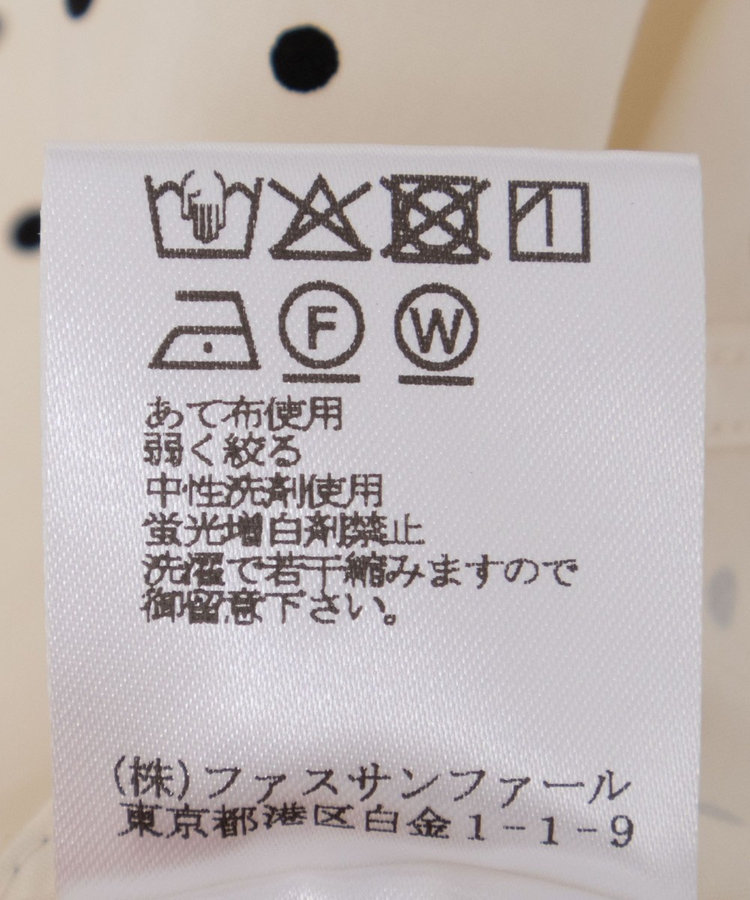 F W
あて布使用
弱く絞る
中性洗剤使用
蛍光増白剤禁止
洗濯で若干縮みますので
御留意下さい。
(株)ファスサンファール
東京都港区白金1-1-9